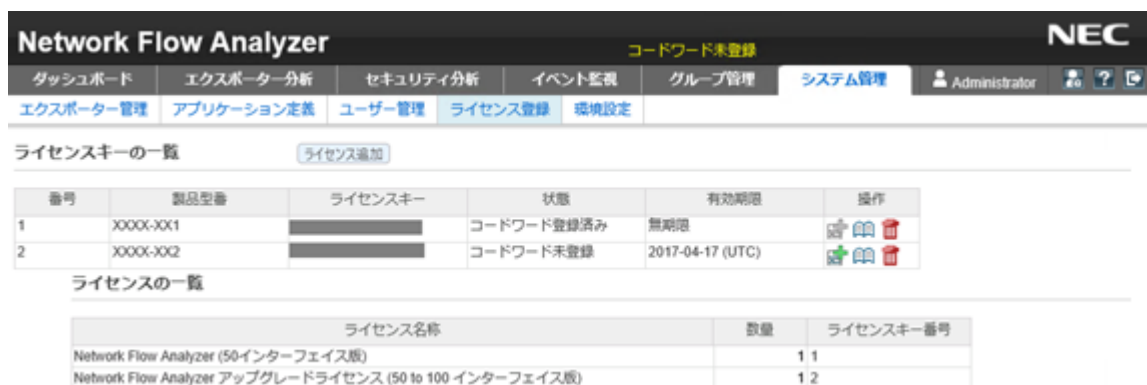 Network Flow Analyzer コードワード未登録 NEC
ダッシュボード エクスポーター分析 セキュリティ分析 イベント監視 グループ管理 システム管理 Administrator ?
エクスポーター管理 アプリケーション定義 ユーザー管理 ライセンス登録 環境設定
ライセンスキーの一覧 ライセンス追加
番号 製品型番 ライセンスキー 状態 有効期限 操作
1 XXXX-XX1 コードワード登録済み 無期限
2 XXXX-XX2 コードワード未登録 2017-04-17 (UTC)
ライセンスの一覧
ライセンス名称 数量 ライセンスキー番号
Network Flow Analyzer (50インターフェイス版) 1 1
Network Flow Analyzer アップグレードライセンス (50 to 100 インターフェイス版) 1 2